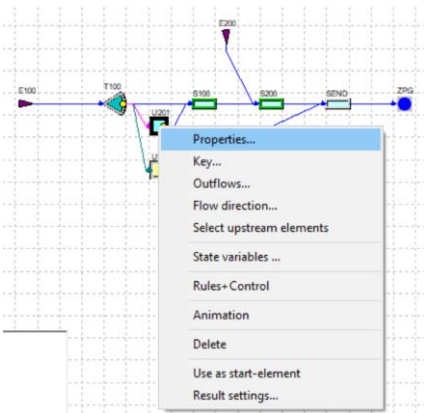 E200
E100
T100
S100
S200
SEND
ZPG
U201
U
Properties...
Key...
Outflows...
Flow direction...
Select upstream elements
State variables ...
Rules+Control
Animation
Delete
Use as start-element
Result settings...